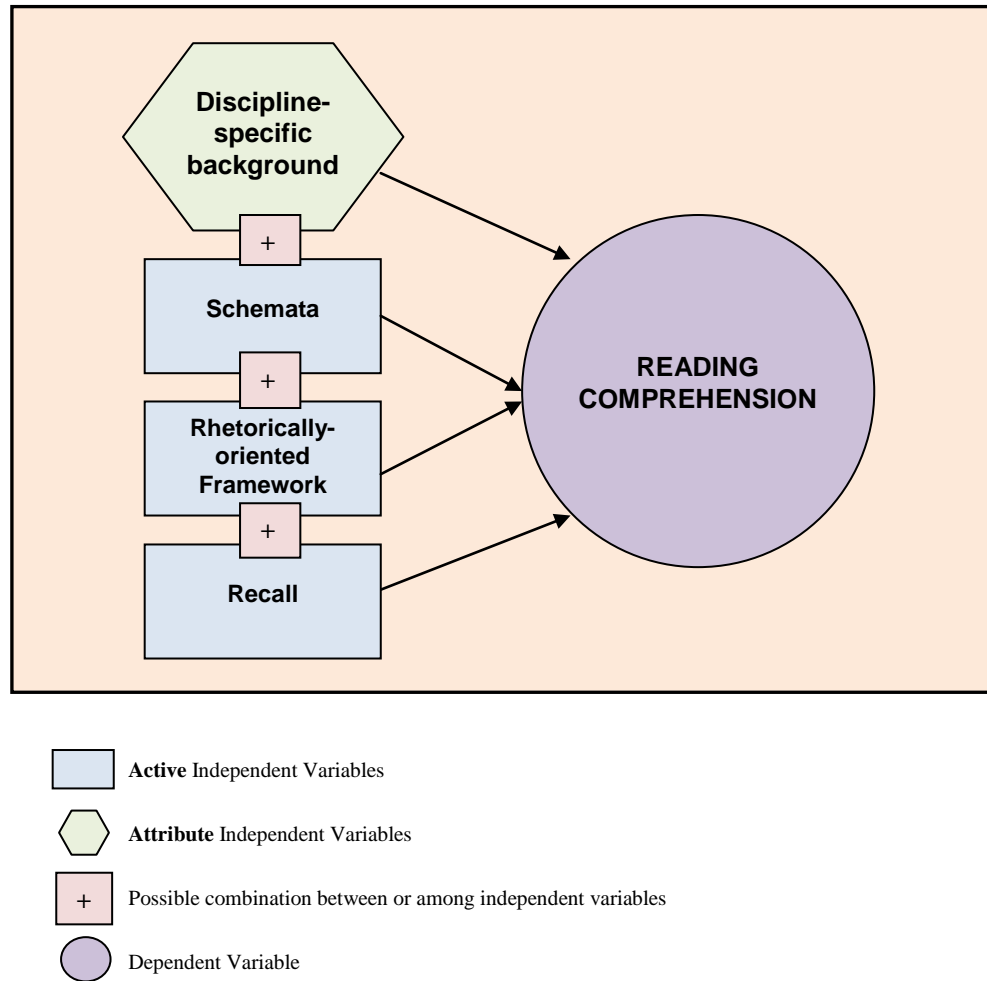 Discipline-
specific
background
+
Schemata
+
Rhetorically-
oriented
Framework
+
Recall
READING
COMPREHENSION
Active Independent Variables
Attribute Independent Variables
+
Possible combination between or among independent variables
Dependent Variable